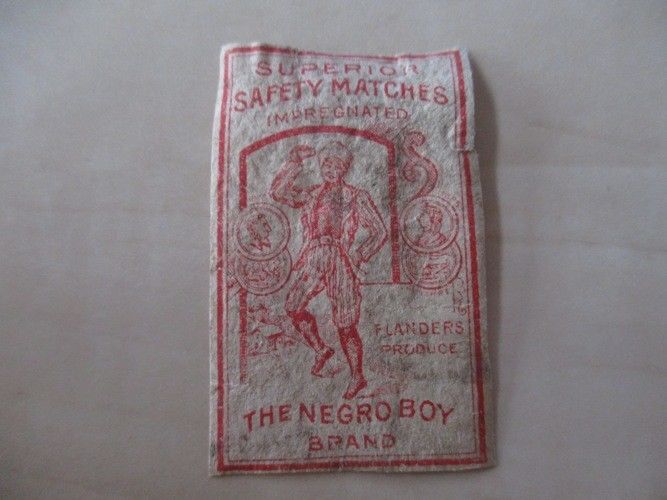 SUPERIOR
SAFETY MATCHES
IMPREGNATED
FLANDERS
PRODUCE
THE NEGRO BOY
BRAND